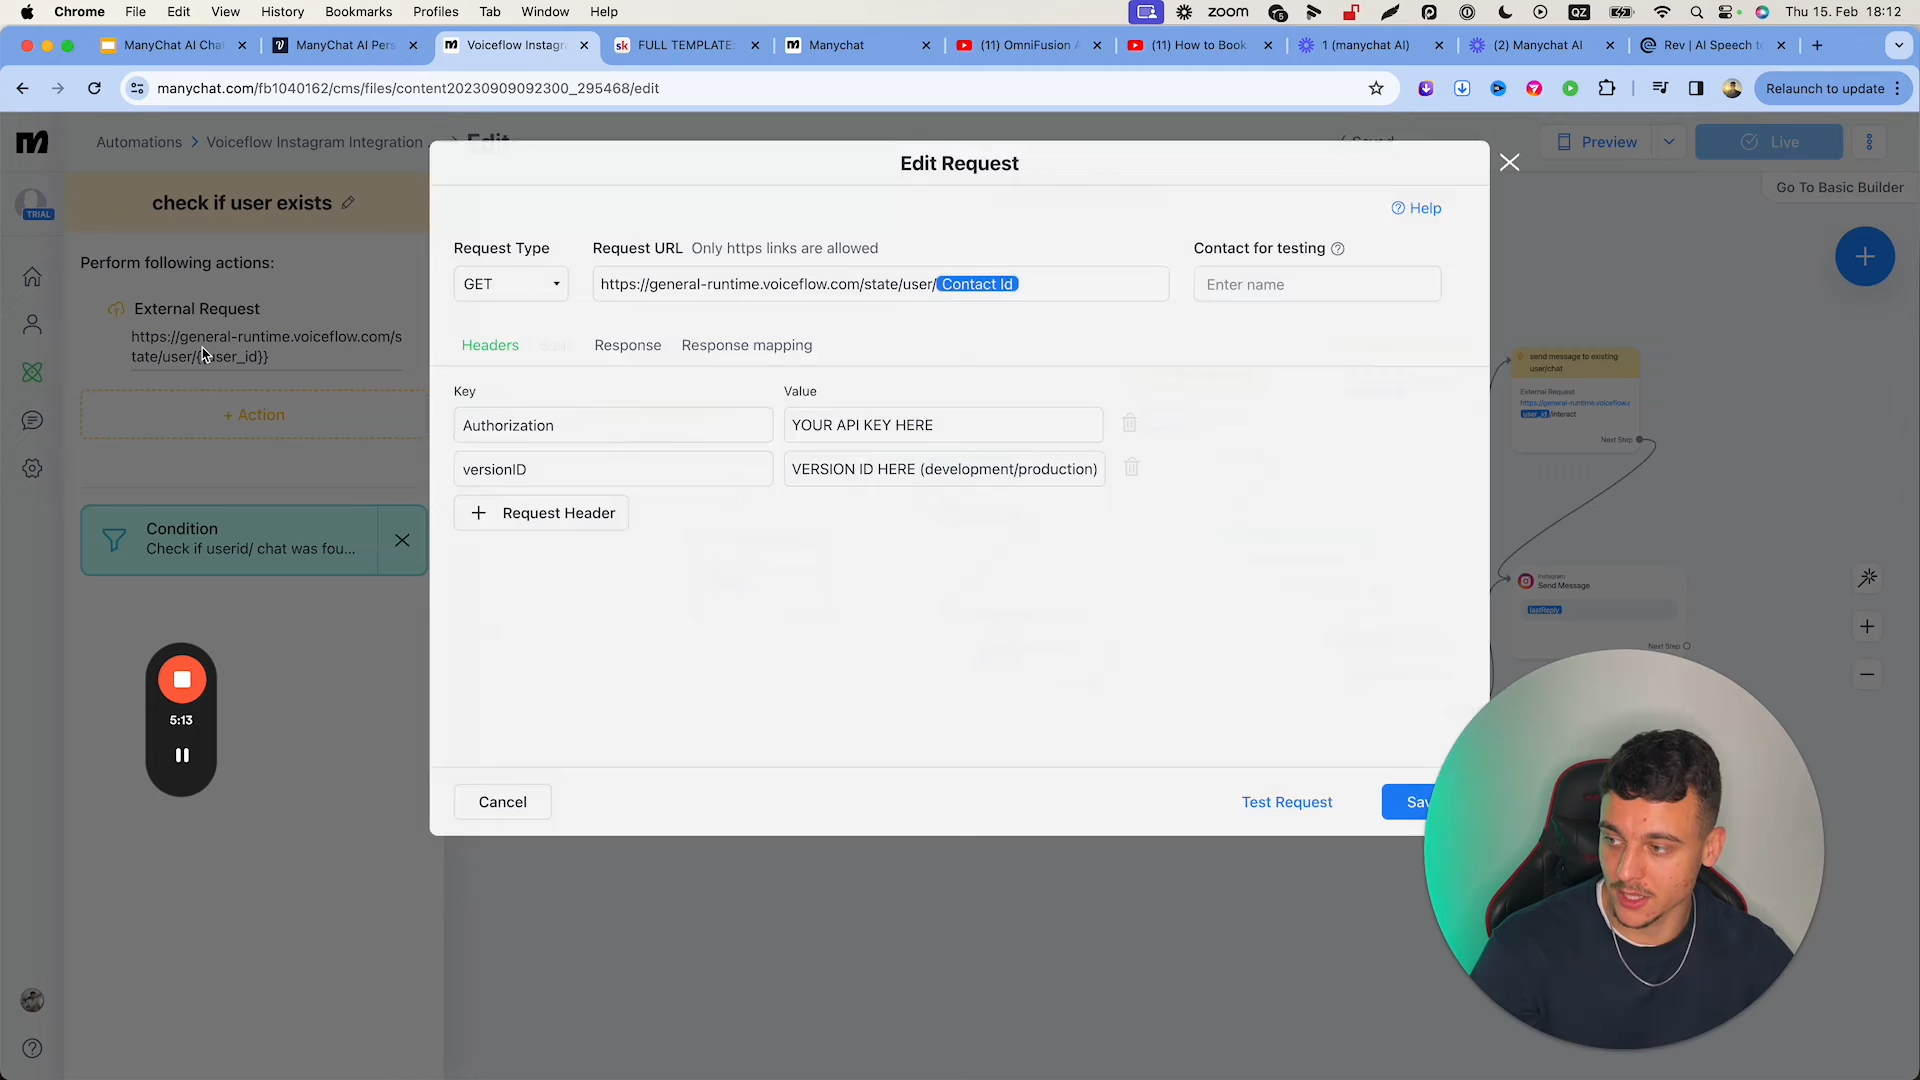 Chrome File Edit View History Bookmarks Profiles Tab Window Help
zoom
QZ
Thu 15. Feb 18:12
ManyChat AI Cha
ManyChat AI Pers
Voiceflow Instagra
FULL TEMPLATE:
Manychat
(11) OmniFusion A
(11) How to Book
1 (manychat AI)
(2) Manychat AI
Rev | AI Speech to
manychat.com/fb1040162/cms/files/content20230909092300_295468/edit
Relaunch to update
Automations > Voiceflow Instagram Integration
Edit
Saved
Preview
Live
Go To Basic Builder
TRIAL
check if user exists
Perform following actions:
External Request
https://general-runtime.voiceflow.com/s
tate/user/{{user_id}}
+ Action
Condition
Check if userid/ chat was fou...
5:13
Edit Request
Help
Request Type
Request URL Only https links are allowed
Contact for testing
GET
https://general-runtime.voiceflow.com/state/user/ Contact Id
Enter name
Headers
Response
Response mapping
Key
Value
Authorization
YOUR API KEY HERE
versionID
VERSION ID HERE (development/production)
+ Request Header
Cancel
Test Request
Sav
send message to existing
user/chat
External Request
https://general-runtime.voiceflow.c
user_id /interact
Next Step
Instagram
Send Message
lastReply
Next Step